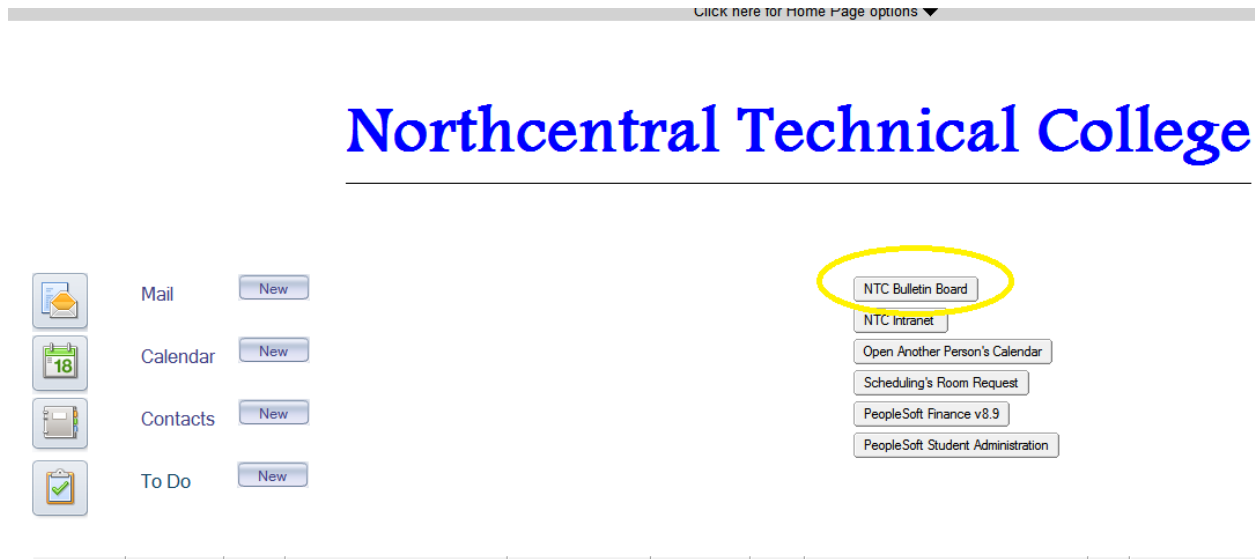 Click here for Home Page options
Northcentral Technical College
Mail New
Calendar New
Contacts New
To Do New
18
NTC Bulletin Board
NTC Intranet
Open Another Person's Calendar
Scheduling's Room Request
PeopleSoft Finance v8.9
PeopleSoft Student Administration